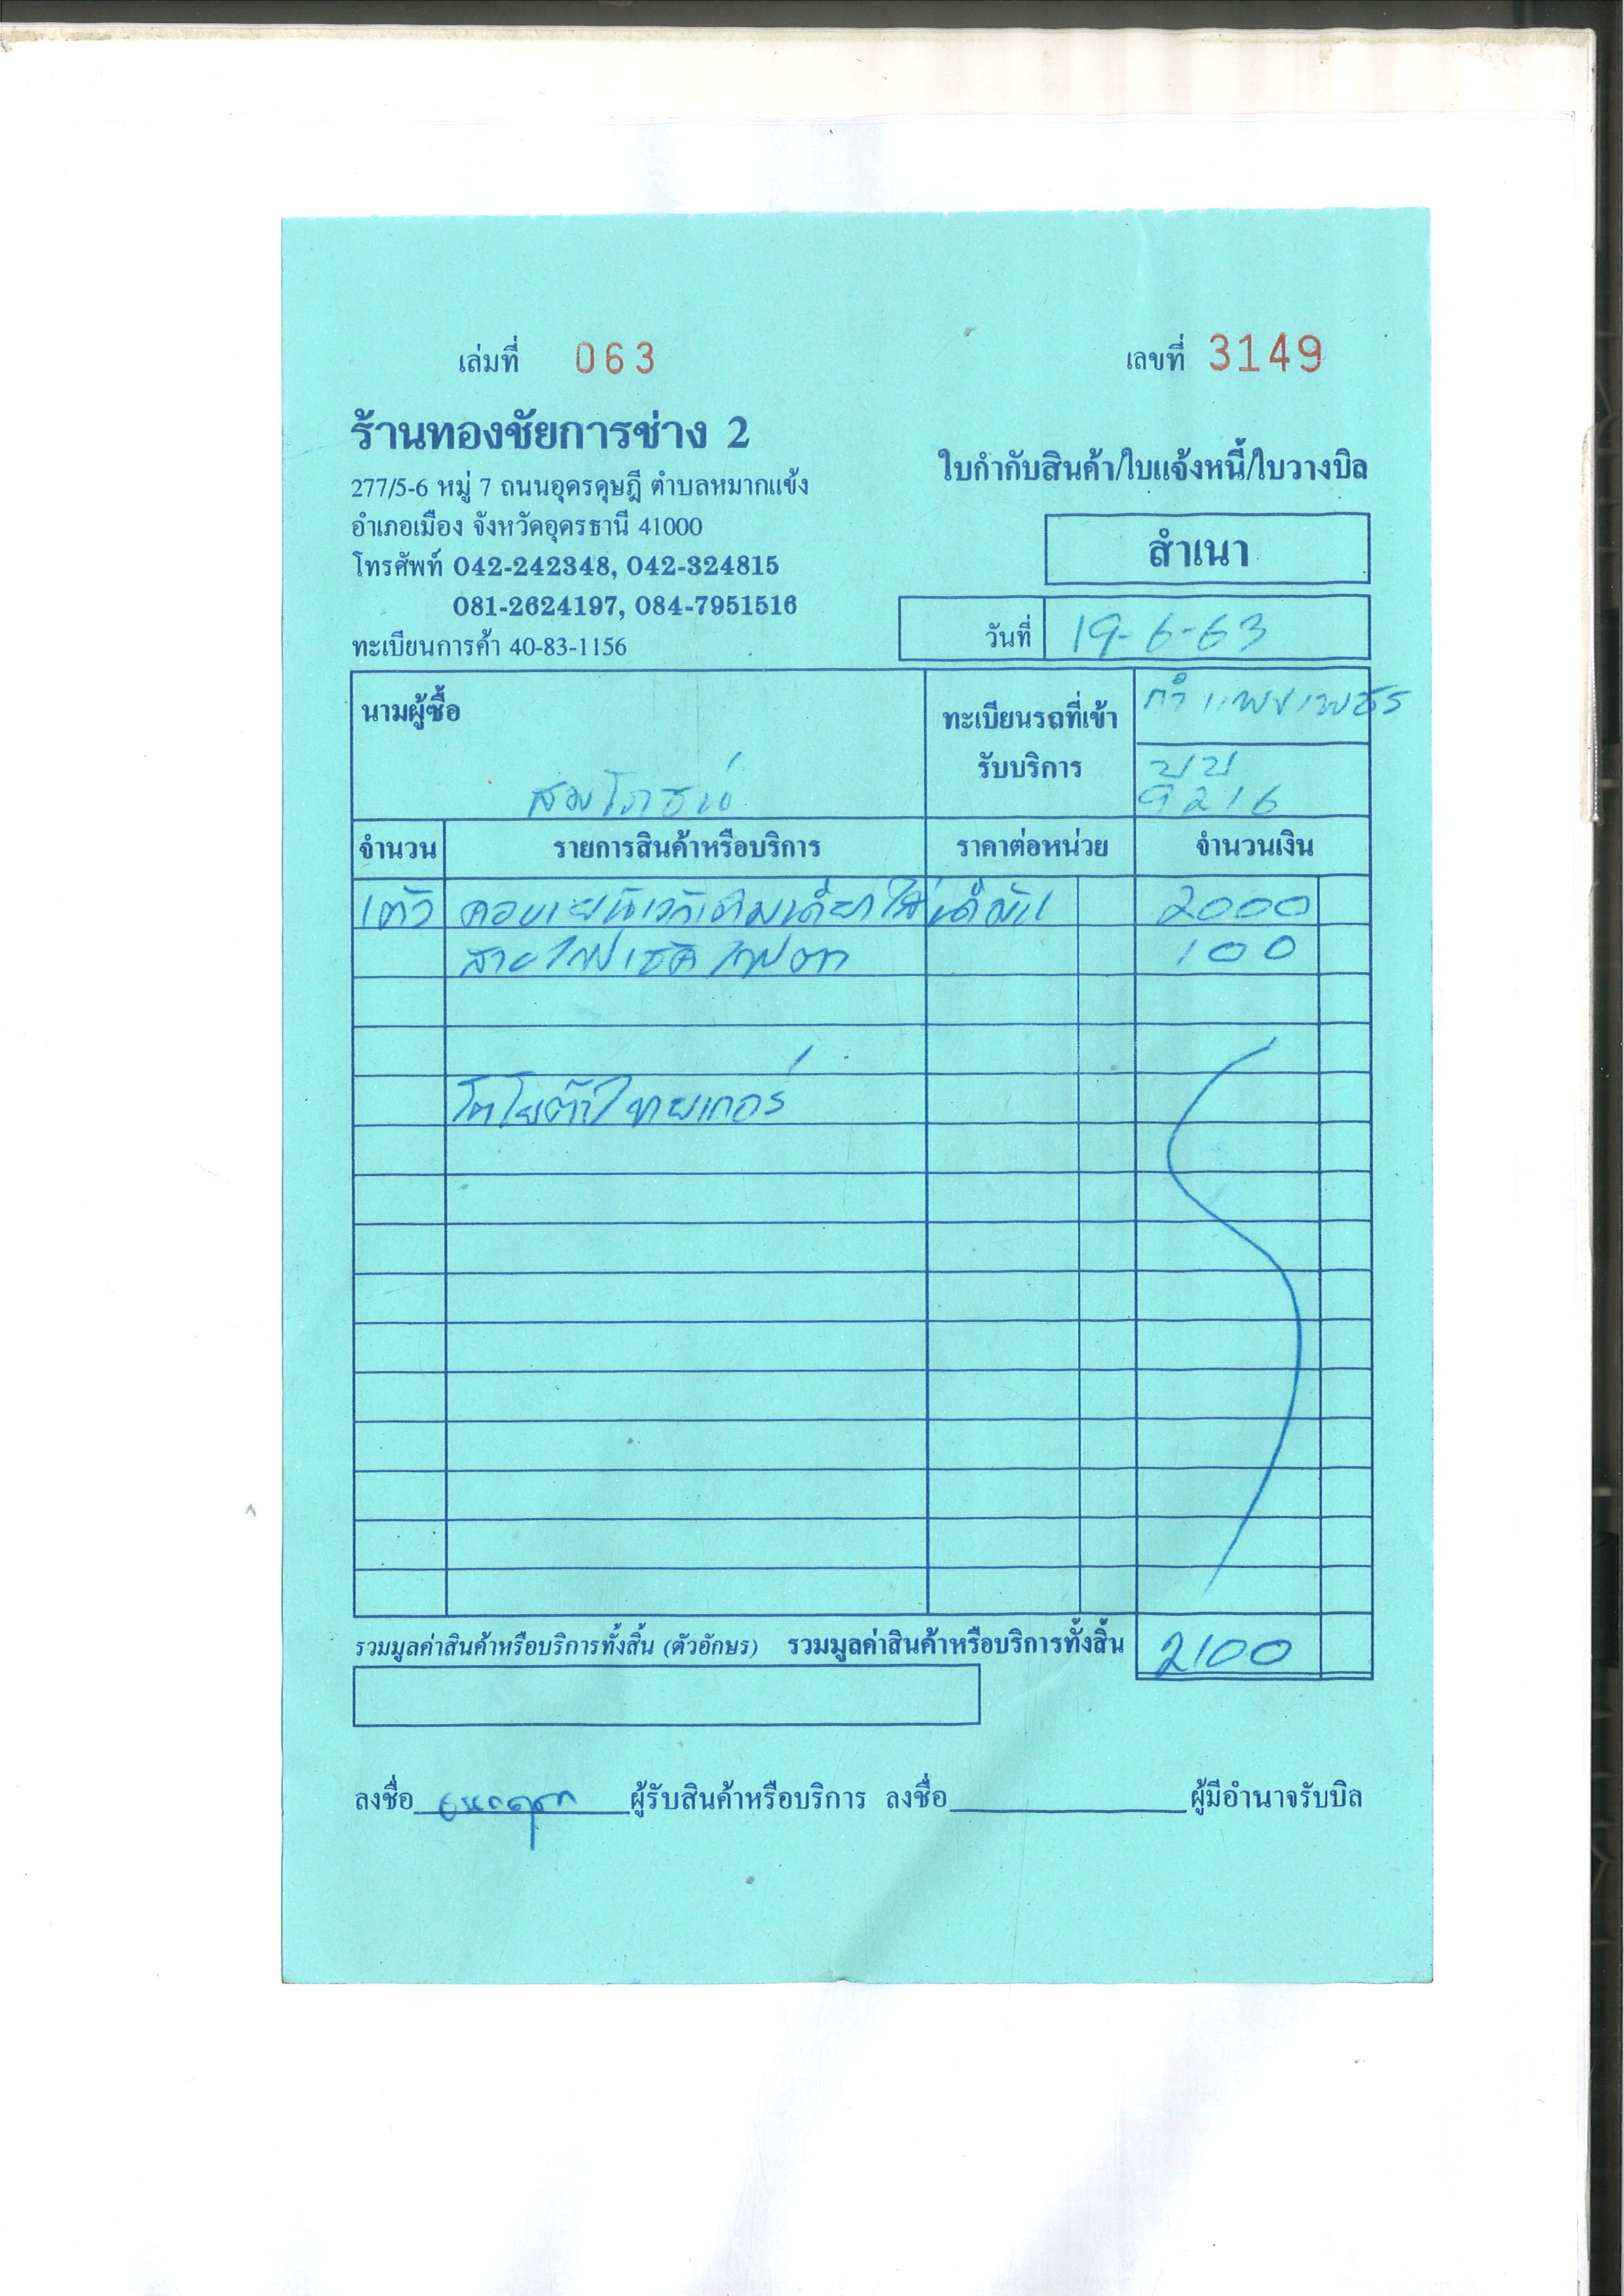 เล่มที่ 063 เลขที่ 3149
ร้านทองชัยการช่าง 2
ใบกำกับสินค้า/ใบแจ้งหนี้/ใบวางบิล
277/5-6 หมู่ 7 ถนนอุดรดุษฎี ตำบลหมากแข้ง
อำเภอเมือง จังหวัดอุดรธานี 41000
สำเนา
โทรศัพท์ 042-242348, 042-324815
081-2624197, 084-7951516
วันที่ 19-6-63
ทะเบียนการค้า 40-83-1156
นามผู้ซื้อ ทะเบียนรถที่เข้า กำแพงเพชร
รับบริการ บบ
สมโภชน์ 9216
จำนวน รายการสินค้าหรือบริการ ราคาต่อหน่วย จำนวนเงิน
1 ตัว 2000
สายไฟ 100
โตโยต้าไทเกอร์
รวมมูลค่าสินค้าหรือบริการทั้งสิ้น (ตัวอักษร) รวมมูลค่าสินค้าหรือบริการทั้งสิ้น 2100
ลงชื่อ ผู้รับสินค้าหรือบริการ ลงชื่อ ผู้มีอำนาจรับบิล